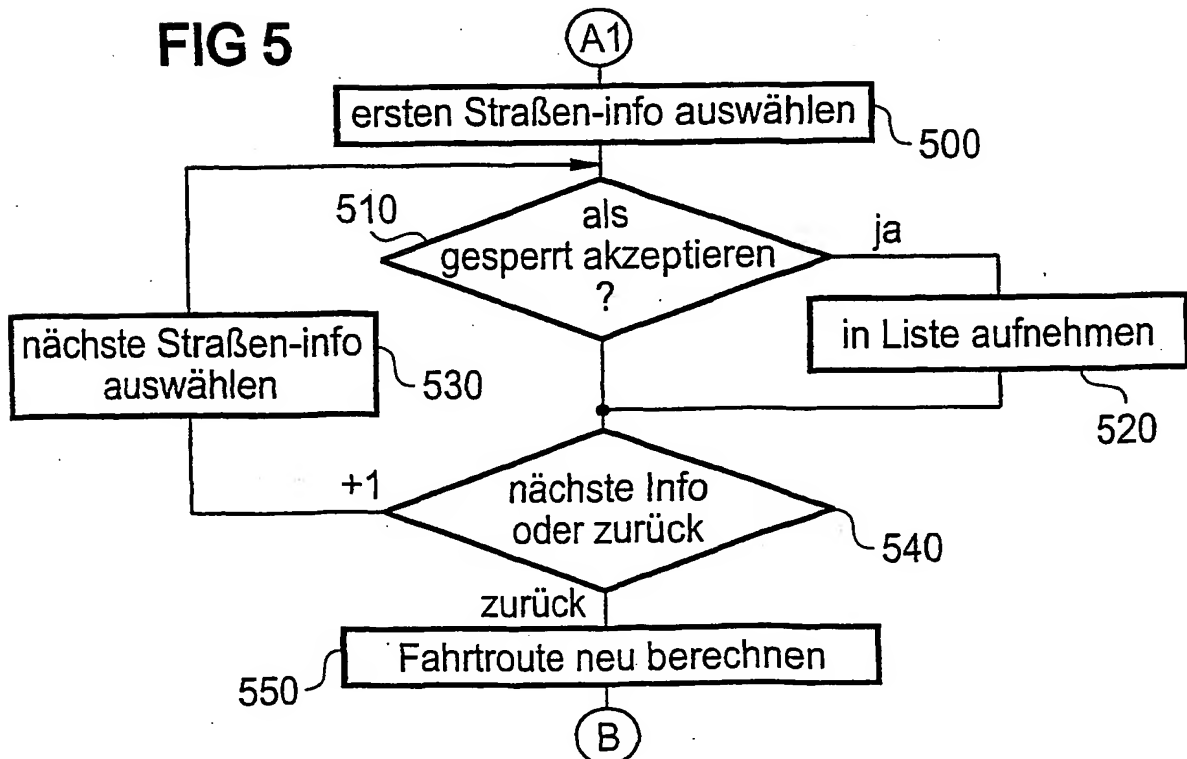 FIG 5
A1
ersten Straßen-info auswählen
500
510
als
gesperrt akzeptieren
?
ja
in Liste aufnehmen
520
nächste Straßen-info
auswählen
530
+1
nächste Info
oder zurück
540
zurück
Fahrtroute neu berechnen
550
B